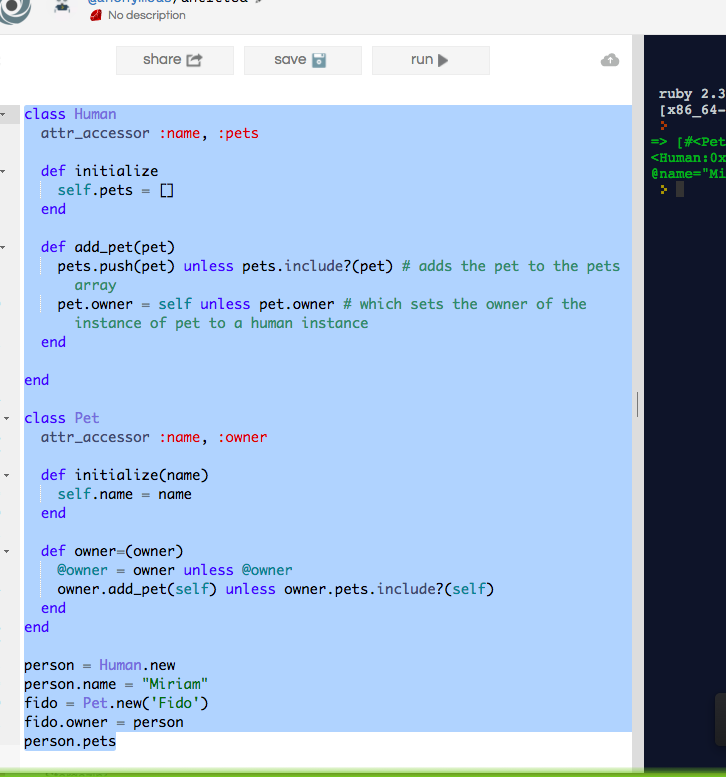 No description
share
save
run
class Human
attr_accessor :name, :pets
def initialize
self.pets = []
end
def add_pet(pet)
pets.push(pet) unless pets.include?(pet) # adds the pet to the pets
array
pet.owner = self unless pet.owner # which sets the owner of the
instance of pet to a human instance
end
end
class Pet
attr_accessor :name, :owner
def initialize(name)
self.name = name
end
def owner=(owner)
@owner = owner unless @owner
owner.add_pet(self) unless owner.pets.include?(self)
end
end
person = Human.new
person.name = "Miriam"
fido = Pet.new('Fido')
fido.owner = person
person.pets
ruby 2.3
[x86_64-
=> [#<Pet
<Human:0x
@name="Mi